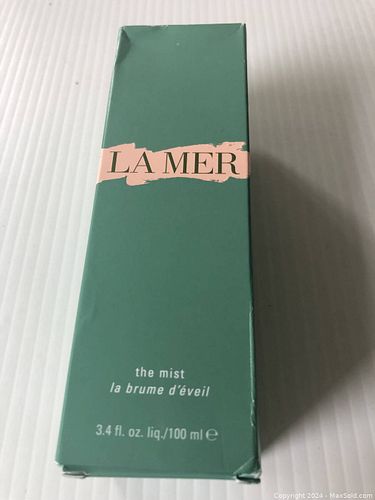 LA MER
the mist
la brume d'éveil
3.4 fl. oz. liq./100 ml ℮
Copyright 2024 - MaxSold.com